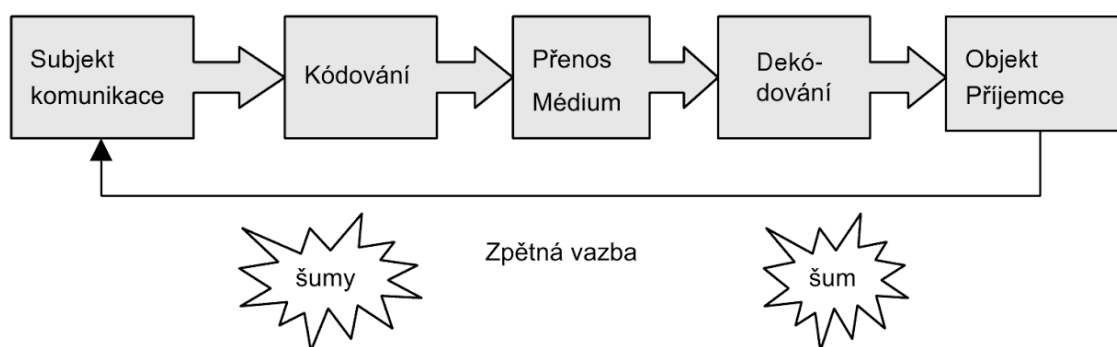 Subjekt
komunikace
Kódování
Přenos
Médium
Dekó-
dování
Objekt
Příjemce
Zpětná vazba
šumy
šum